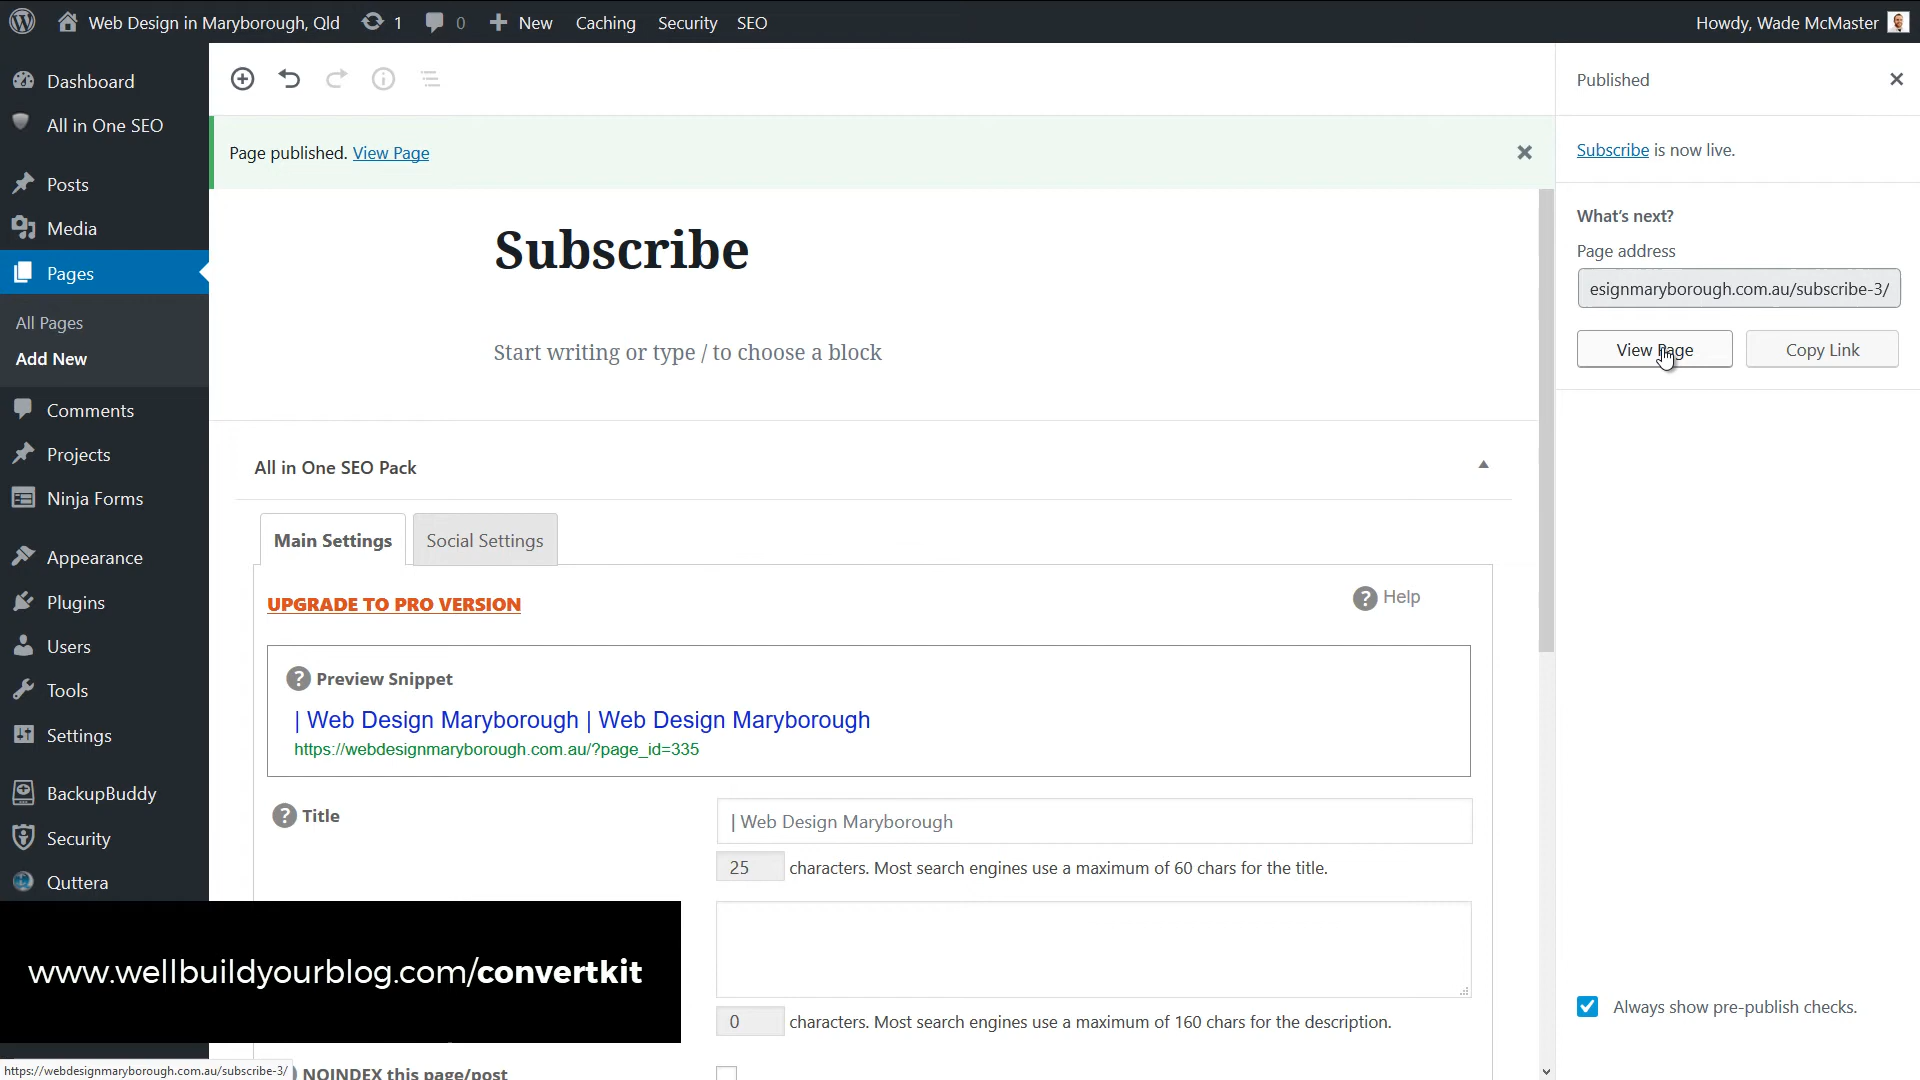 Web Design in Maryborough, Qld 1 0 New Caching Security SEO Howdy, Wade McMaster
Dashboard
All in One SEO
Posts
Media
Pages
All Pages
Add New
Comments
Projects
Ninja Forms
Appearance
Plugins
Users
Tools
Settings
BackupBuddy
Security
Quttera
Page published. View Page
Subscribe
Start writing or type / to choose a block
All in One SEO Pack
Main Settings Social Settings
UPGRADE TO PRO VERSION
? Help
? Preview Snippet
| Web Design Maryborough | Web Design Maryborough
https://webdesignmaryborough.com.au/?page_id=335
? Title
| Web Design Maryborough
25 characters. Most search engines use a maximum of 60 chars for the title.
0 characters. Most search engines use a maximum of 160 chars for the description.
NOINDEX this page/post
Published
Subscribe is now live.
What's next?
Page address
esignmaryborough.com.au/subscribe-3/
View Page Copy Link
Always show pre-publish checks.
www.wellbuildyourblog.com/convertkit
https://webdesignmaryborough.com.au/subscribe-3/